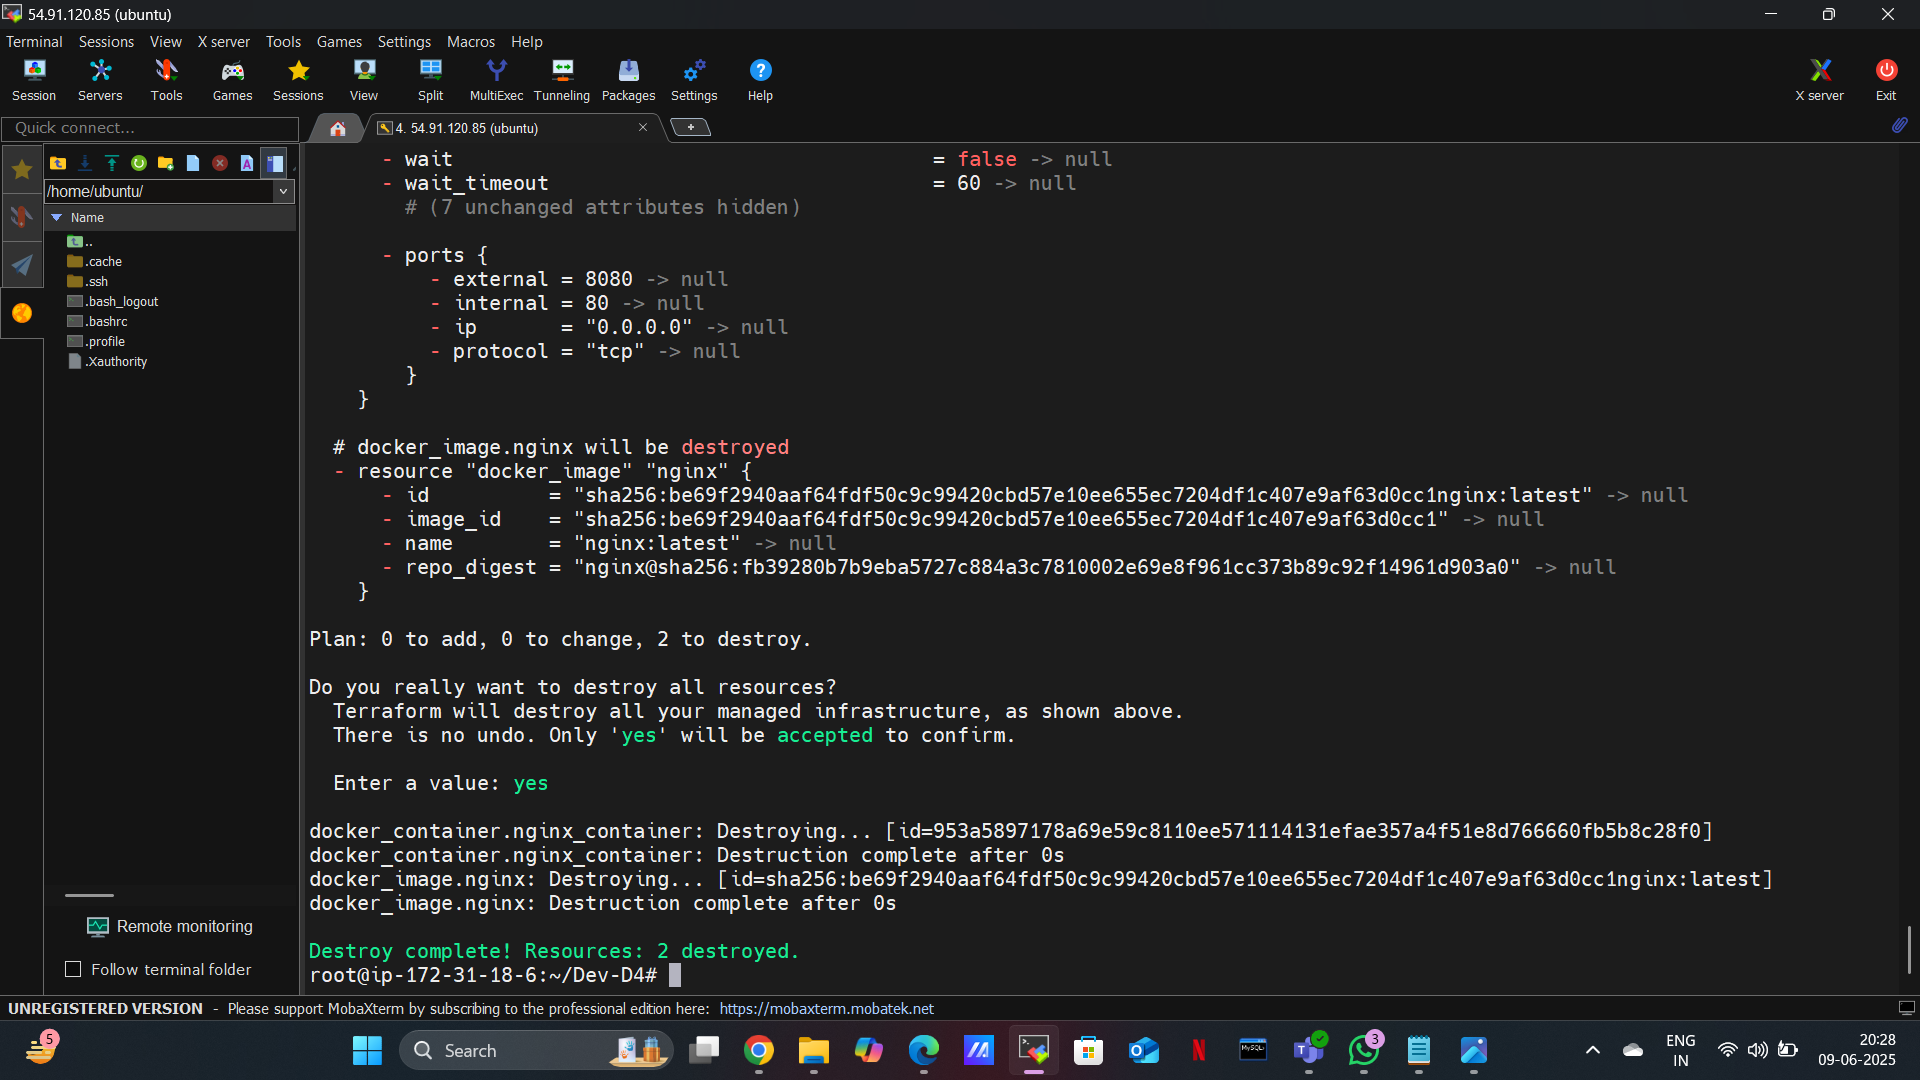 54.91.120.85 (ubuntu)
Terminal Sessions View X server Tools Games Settings Macros Help
Session Servers Tools Games Sessions View Split MultiExec Tunneling Packages Settings Help X server Exit
Quick connect...
4. 54.91.120.85 (ubuntu)
/home/ubuntu/
Name
..
.cache
.ssh
.bash_logout
.bashrc
.profile
.Xauthority
Remote monitoring
Follow terminal folder
- wait = false -> null
- wait_timeout = 60 -> null
# (7 unchanged attributes hidden)
- ports {
- external = 8080 -> null
- internal = 80 -> null
- ip = "0.0.0.0" -> null
- protocol = "tcp" -> null
}
}
# docker_image.nginx will be destroyed
- resource "docker_image" "nginx" {
- id = "sha256:be69f2940aaf64fdf50c9c99420cbd57e10ee655ec7204df1c407e9af63d0cc1nginx:latest" -> null
- image_id = "sha256:be69f2940aaf64fdf50c9c99420cbd57e10ee655ec7204df1c407e9af63d0cc1" -> null
- name = "nginx:latest" -> null
- repo_digest = "nginx@sha256:fb39280b7b9eba5727c884a3c7810002e69e8f961cc373b89c92f14961d903a0" -> null
}
Plan: 0 to add, 0 to change, 2 to destroy.
Do you really want to destroy all resources?
Terraform will destroy all your managed infrastructure, as shown above.
There is no undo. Only 'yes' will be accepted to confirm.
Enter a value: yes
docker_container.nginx_container: Destroying... [id=953a5897178a69e59c8110ee571114131efae357a4f51e8d766660fb5b8c28f0]
docker_container.nginx_container: Destruction complete after 0s
docker_image.nginx: Destroying... [id=sha256:be69f2940aaf64fdf50c9c99420cbd57e10ee655ec7204df1c407e9af63d0cc1nginx:latest]
docker_image.nginx: Destruction complete after 0s
Destroy complete! Resources: 2 destroyed.
root@ip-172-31-18-6:~/Dev-D4#
UNREGISTERED VERSION - Please support MobaXterm by subscribing to the professional edition here: https://mobaxterm.mobatek.net
5
Search
MySQL
3
ENG
IN
20:28
09-06-2025